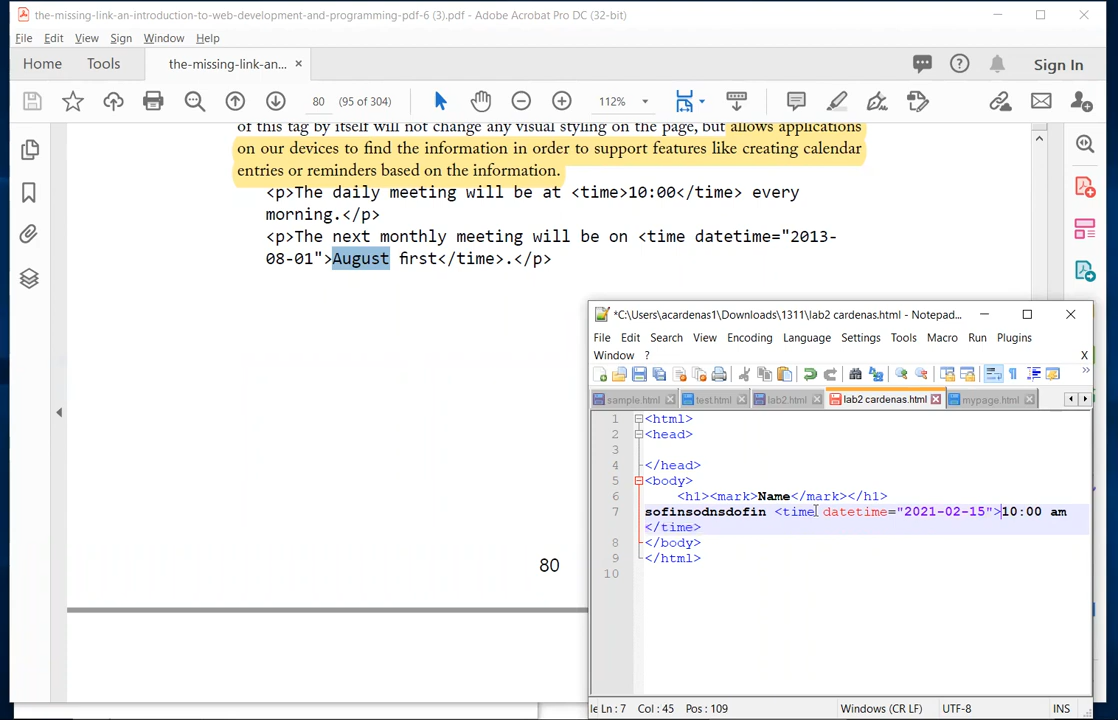 the-missing-link-an-introduction-to-web-development-and-programming-pdf-6 (3).pdf - Adobe Acrobat Pro DC (32-bit)
File Edit View Sign Window Help
Home Tools the-missing-link-an... × Sign In
80 (95 of 304) 112%
of this tag by itself will not change any visual styling on the page, but allows applications
on our devices to find the information in order to support features like creating calendar
entries or reminders based on the information.
<p>The daily meeting will be at <time>10:00</time> every
morning.</p>
<p>The next monthly meeting will be on <time datetime="2013-
08-01">August first</time>.</p>
80
*C:\Users\acardenas1\Downloads\1311\lab2 cardenas.html - Notepad...
File Edit Search View Encoding Language Settings Tools Macro Run Plugins
Window ? X
sample.html test.html lab2.html lab2 cardenas.html mypage.html
1 <html>
2 <head>
3
4 </head>
5 <body>
6 <h1><mark>Name</mark></h1>
7 sofinsodnsdofin <time datetime="2021-02-15">10:00 am
</time>
8 </body>
9 </html>
10
le Ln : 7 Col : 45 Pos : 109 Windows (CR LF) UTF-8 INS